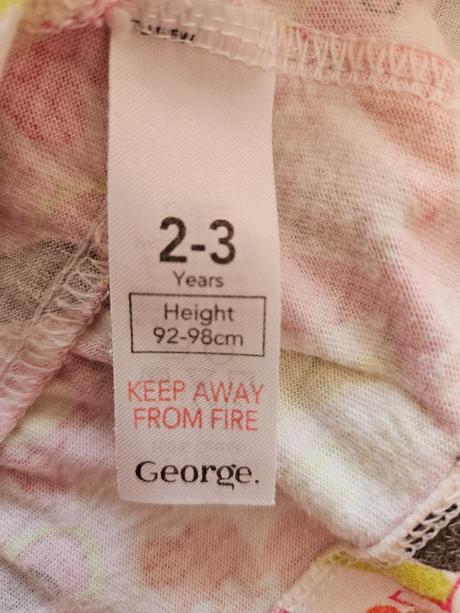 2-3
Years
Height
92-98cm
KEEP AWAY
FROM FIRE
George.